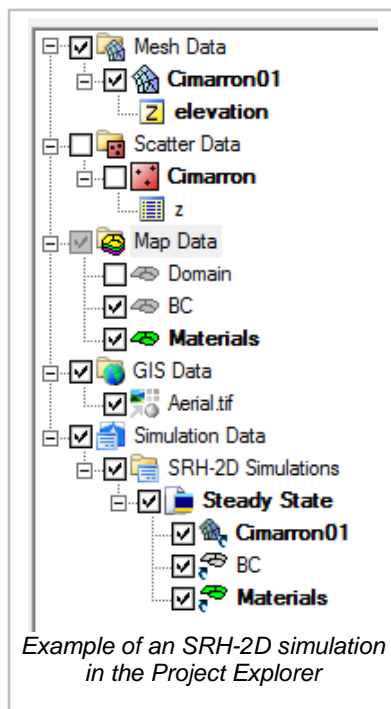 Mesh Data
Cimarron01
Z elevation
Scatter Data
Cimarron
z
Map Data
Domain
BC
Materials
GIS Data
Aerial.tif
Simulation Data
SRH-2D Simulations
Steady State
Cimarron01
BC
Materials
Example of an SRH-2D simulation
in the Project Explorer